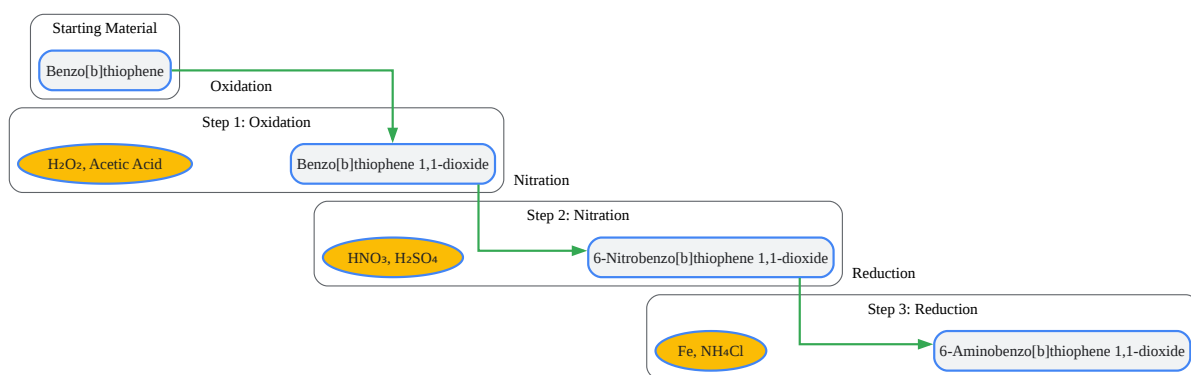 Starting Material
Benzo[b]thiophene
Oxidation
Step 1: Oxidation
H₂O₂, Acetic Acid
Benzo[b]thiophene 1,1-dioxide
Nitration
Step 2: Nitration
HNO₃, H₂SO₄
6-Nitrobenzo[b]thiophene 1,1-dioxide
Reduction
Step 3: Reduction
Fe, NH₄Cl
6-Aminobenzo[b]thiophene 1,1-dioxide